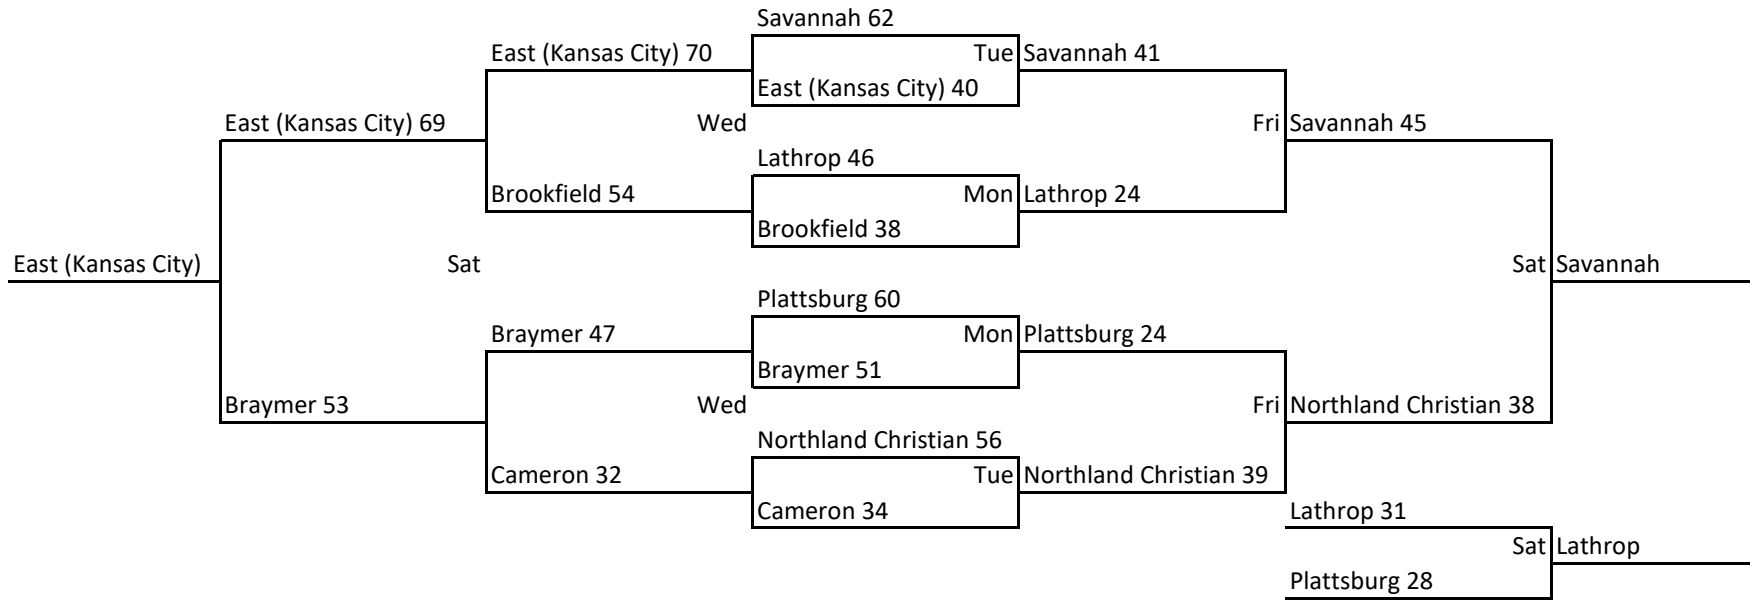 Savannah 62
East (Kansas City) 70
Tue
Savannah 41
East (Kansas City) 40
East (Kansas City) 69
Wed
Fri
Savannah 45
Lathrop 46
Brookfield 54
Mon
Lathrop 24
Brookfield 38
East (Kansas City)
Sat
Sat
Savannah
Plattsburg 60
Braymer 47
Mon
Plattsburg 24
Braymer 51
Braymer 53
Wed
Fri
Northland Christian 38
Northland Christian 56
Cameron 32
Tue
Northland Christian 39
Cameron 34
Lathrop 31
Sat
Lathrop
Plattsburg 28